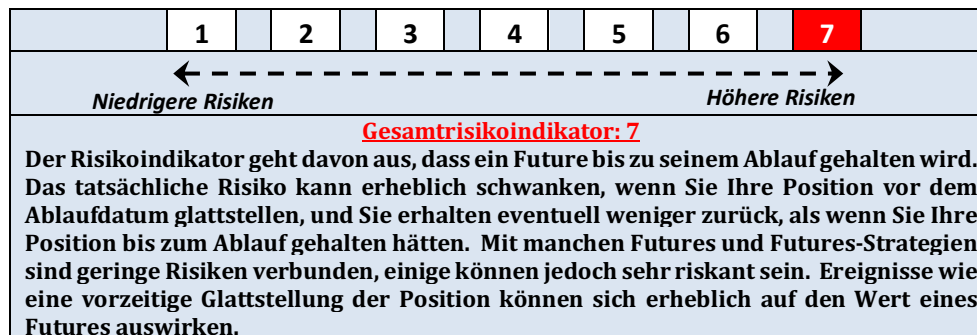 1 2 3 4 5 6 7
Niedrigere Risiken Höhere Risiken
Gesamtrisikoindikator: 7
Der Risikoindikator geht davon aus, dass ein Future bis zu seinem Ablauf gehalten wird.
Das tatsächliche Risiko kann erheblich schwanken, wenn Sie Ihre Position vor dem
Ablaufdatum glattstellen, und Sie erhalten eventuell weniger zurück, als wenn Sie Ihre
Position bis zum Ablauf gehalten hätten. Mit manchen Futures und Futures-Strategien
sind geringe Risiken verbunden, einige können jedoch sehr riskant sein. Ereignisse wie
eine vorzeitige Glattstellung der Position können sich erheblich auf den Wert eines
Futures auswirken.